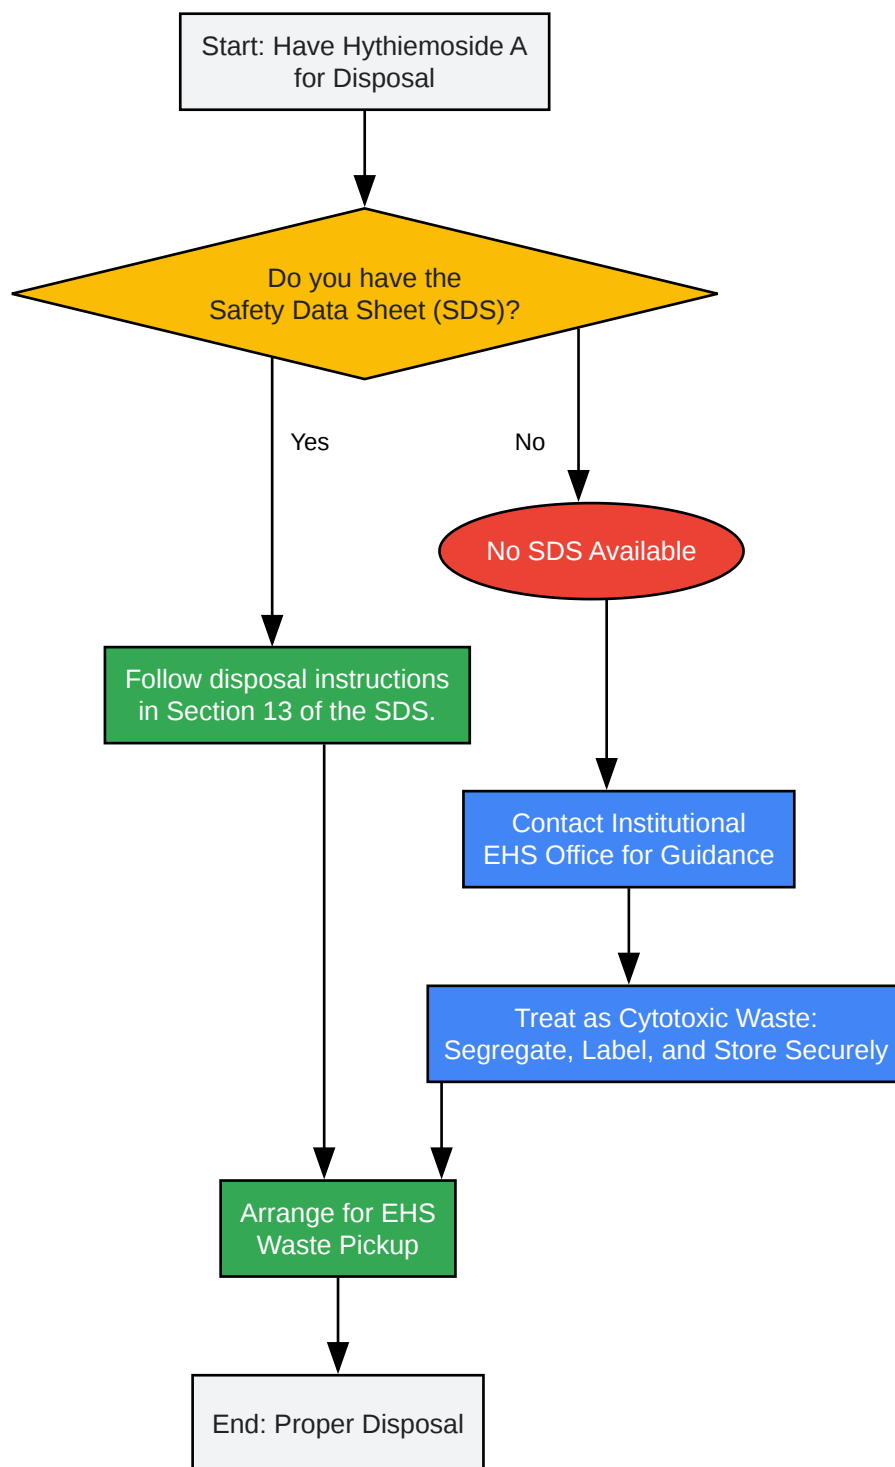 Start: Have Hythiemoside A
for Disposal
Do you have the
Safety Data Sheet (SDS)?
Yes
No
No SDS Available
Follow disposal instructions
in Section 13 of the SDS.
Contact Institutional
EHS Office for Guidance
Treat as Cytotoxic Waste:
Segregate, Label, and Store Securely
Arrange for EHS
Waste Pickup
End: Proper Disposal